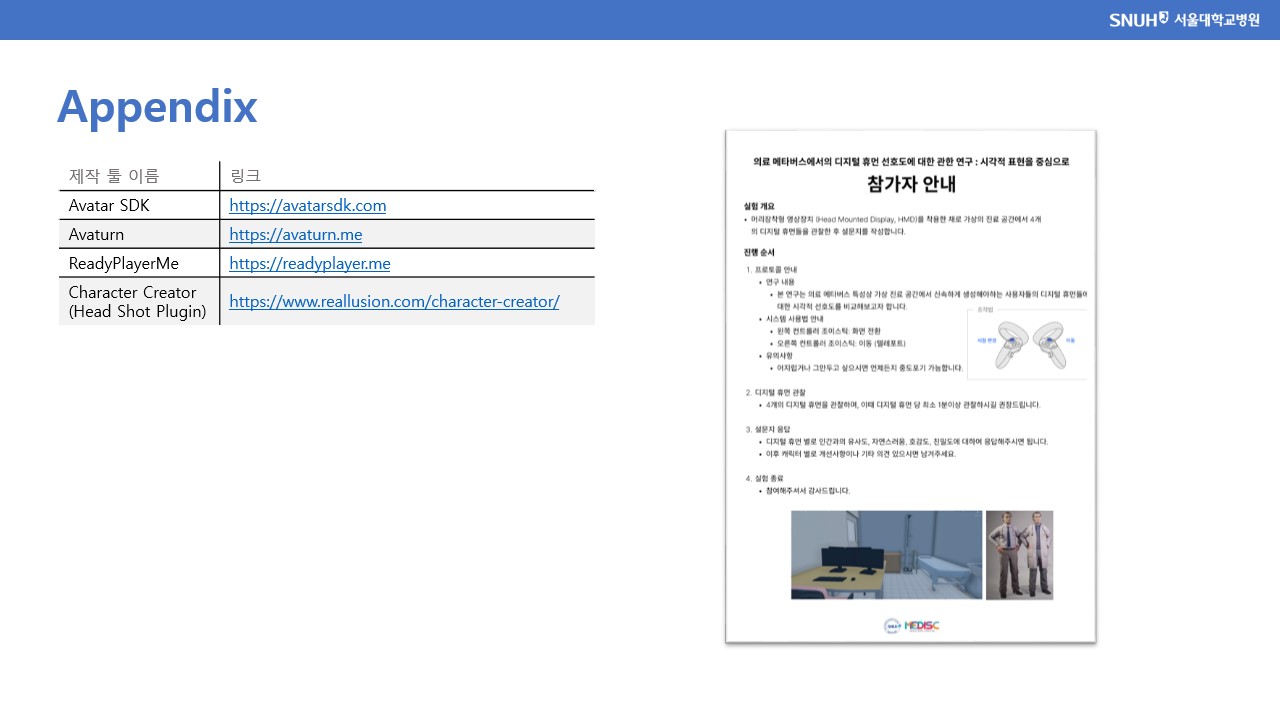 SNUH 서울대학교병원
Appendix
제작 툴 이름 링크
Avatar SDK https://avatarsdk.com
Avaturn https://avaturn.me
ReadyPlayerMe https://readyplayer.me
Character Creator
(Head Shot Plugin) https://www.reallusion.com/character-creator/
의료 메타버스에서의 디지털 휴먼 선호도에 대한 관한 연구 : 시각적 표현을 중심으로
참가자 안내
실험 개요
• 머리장착형 영상장치 (Head Mounted Display, HMD)을 착용한 채로 가상의 진료 공간에서 4개
의 디지털 휴먼들을 관찰한 후 설문지를 작성합니다.
진행 순서
1. 프로토콜 안내
• 연구 내용
• 본 연구는 의료 메타버스 특성상 가상 진료 공간에서 신속하게 생성해야하는 사용자들의 디지털 휴먼들에
대한 시각적 선호도를 비교해보고자 합니다.
• 시스템 사용법 안내
• 왼쪽 컨트롤러 조이스틱: 화면 전환
• 오른쪽 컨트롤러 조이스틱: 이동 (텔레포트)
• 유의사항
• 어지럽거나 그만두고 싶으시면 언제든지 중도포기 가능합니다.
조작법
시점 변경
이동
2. 디지털 휴먼 관찰
• 4개의 디지털 휴먼을 관찰하며, 이때 디지털 휴먼 당 최소 1분이상 관찰하시길 권장드립니다.
3. 설문지 응답
• 디지털 휴먼 별로 인간과의 유사도, 자연스러움, 호감도, 친밀도에 대하여 응답해주시면 됩니다.
• 이후 캐릭터 별로 개선사항이나 기타 의견 있으시면 남겨주세요.
4. 실험 종료
• 참여해주셔서 감사드립니다.
MEDISC